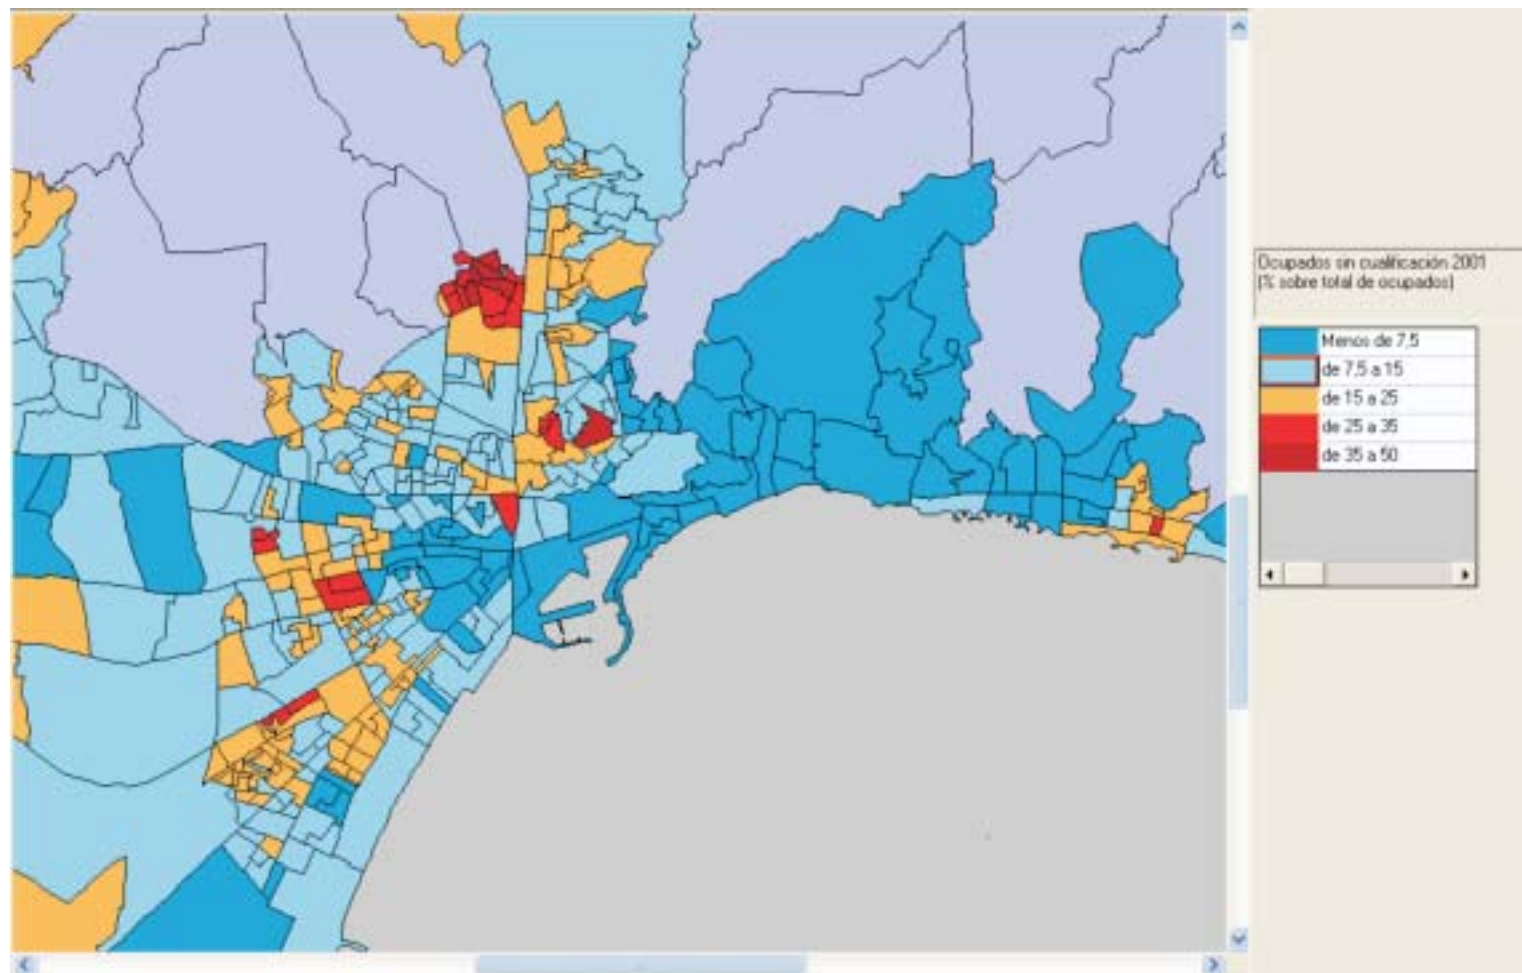 Ocupados sin cualificación 2001
(% sobre total de ocupados)
Menos de 7,5
de 7,5 a 15
de 15 a 25
de 25 a 35
de 35 a 50